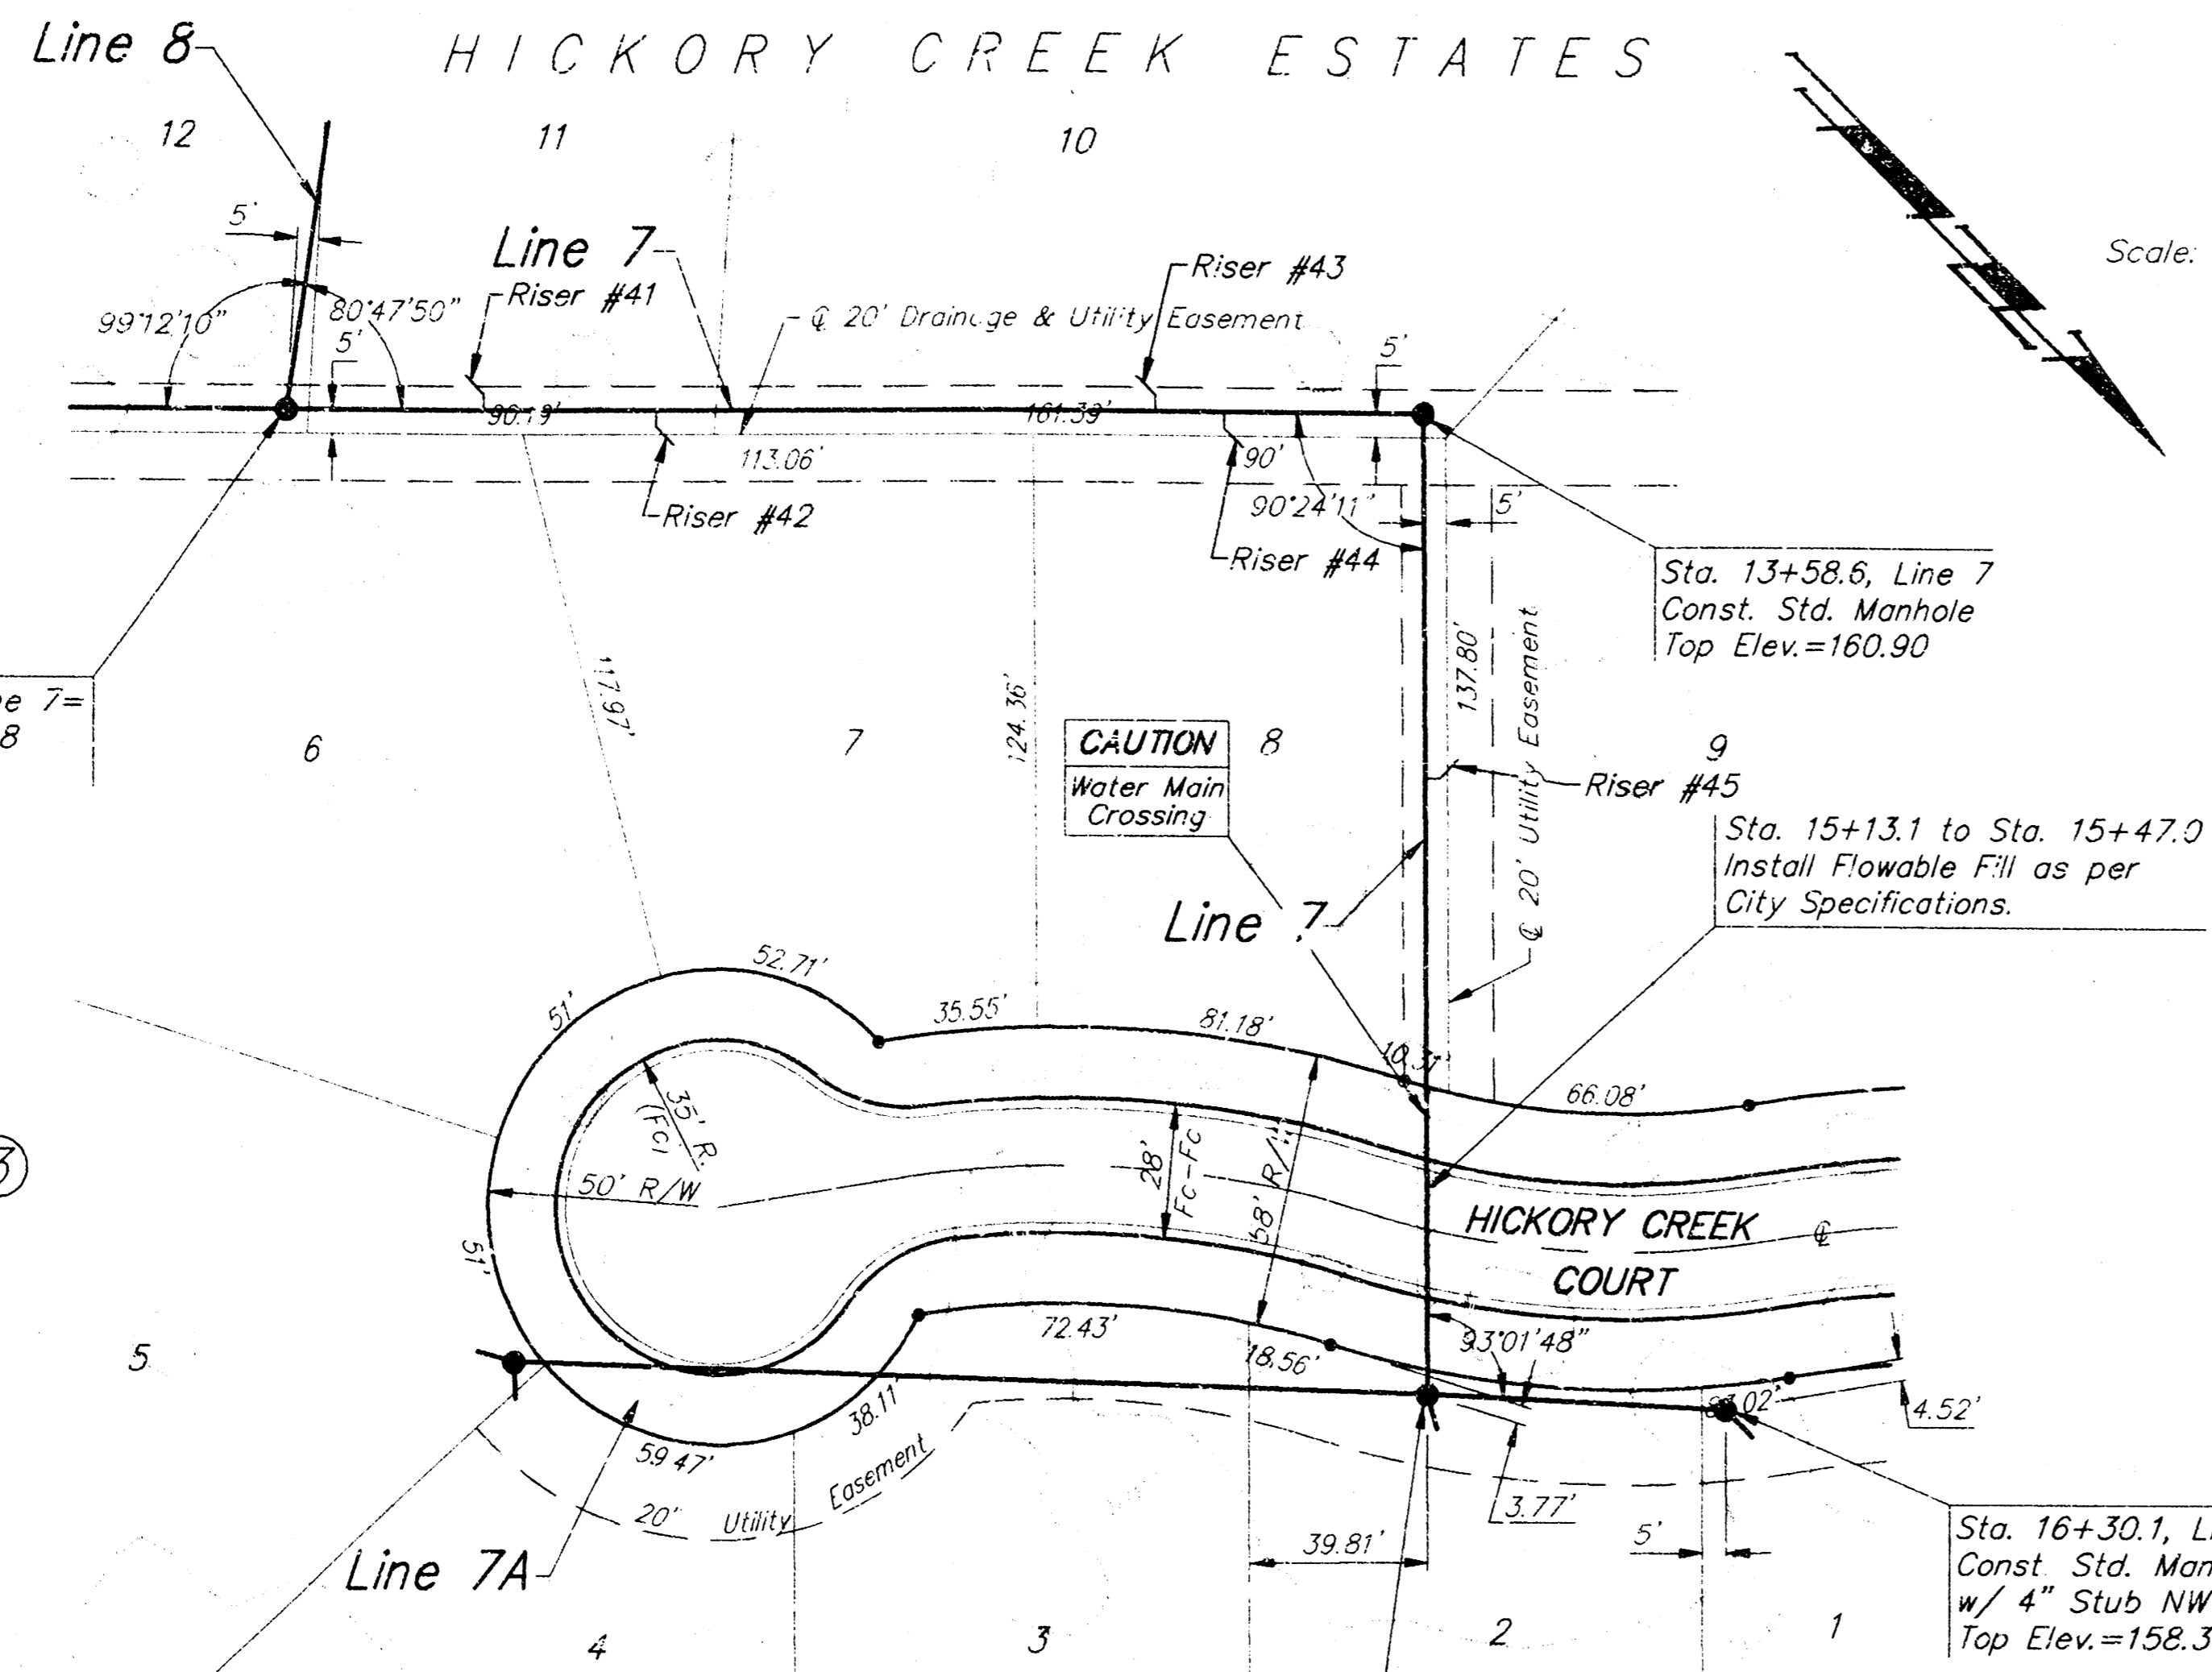 Line 8
HICKORY CREEK ESTATES
12
11
10
5'
Line 7
Riser #41
Riser #43
Scale:
99°12'10"
80°47'50"
5'
℄ 20' Drainage & Utility Easement
5'
90.19'
161.39'
113.06'
90'
Riser #42
90°24'11"
5'
Riser #44
Sta. 13+58.6, Line 7
Const. Std. Manhole
Top Elev.=160.90
137.80'
℄ 20' Utility Easement
117.97'
124.36'
7=
8
6
7
CAUTION
Water Main
Crossing
8
9
Riser #45
Sta. 15+13.1 to Sta. 15+47.0
Install Flowable Fill as per
City Specifications.
Line 7
52.71'
51'
35.55'
81.18'
10.37'
66.08'
35' R.
(FC)
28'
Fc-Fc
58' R/W
50' R/W
3
HICKORY CREEK ℄
COURT
51'
5
72.43'
18.56'
93°01'48"
38.11'
4.52'
59.47'
20' Utility Easement
3.77'
39.81'
5'
Line 7A
Sta. 16+30.1,
Const. Std.
w/ 4" Stub NW
Top Elev.=158.3
4
3
2
1